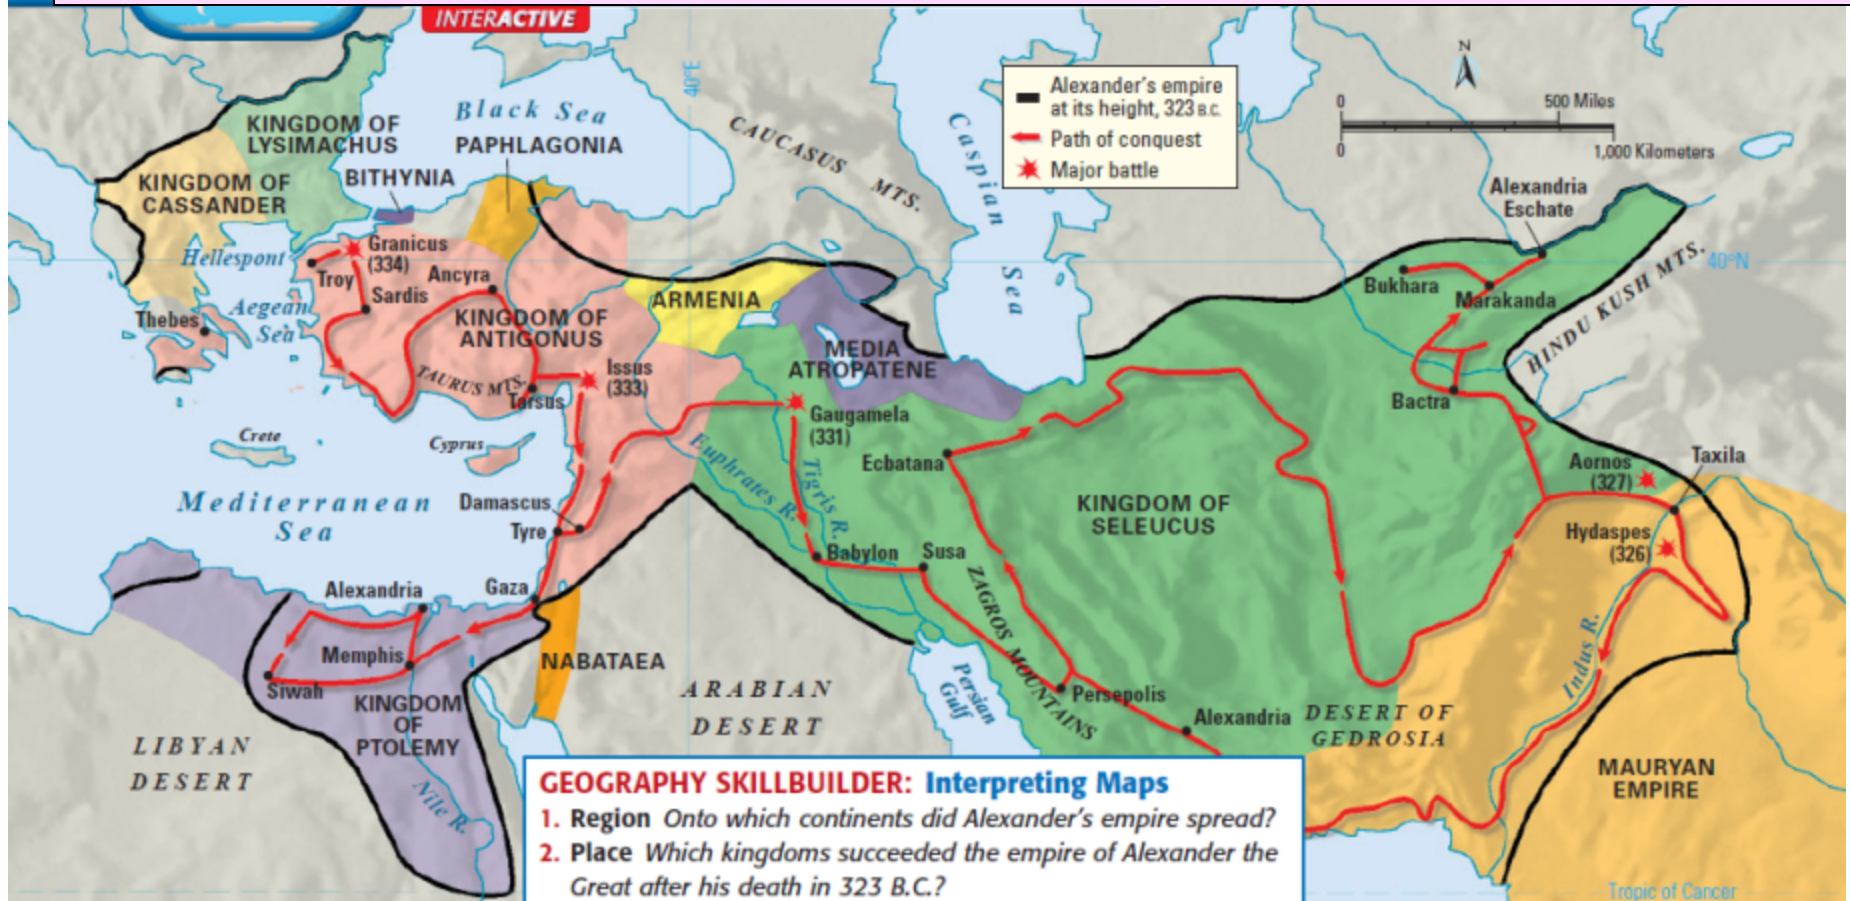 INTERACTIVE
40°E
N
Alexander's empire
at its height, 323 B.C.
Path of conquest
Major battle
0
500 Miles
0
1,000 Kilometers
Black Sea
CAUCASUS MTS.
Caspian Sea
KINGDOM OF
LYSIMACHUS
PAPHLAGONIA
BITHYNIA
KINGDOM OF
CASSANDER
Alexandria
Eschate
Hellespont
Granicus
(334)
Troy
Ancyra
Sardis
Aegean
Sea
Thebes
KINGDOM OF
ANTIGONUS
ARMENIA
MEDIA
ATROPATENE
TAURUS MTS.
Tarsus
Issus
(333)
Bukhara
Marakanda
HINDU KUSH MTS.
40°N
Bactra
Gaugamela
(331)
Crete
Cyprus
Euphrates R.
Tigris R.
Ecbatana
KINGDOM OF
SELEUCUS
Aornos
(327)
Taxila
Hydaspes
(326)
Mediterranean
Sea
Damascus
Tyre
Babylon
Susa
Gaza
Alexandria
Memphis
Siwah
KINGDOM
OF
PTOLEMY
Nile R.
NABATAEA
ZAGROS MOUNTAINS
Persian
Gulf
Persepolis
Alexandria
Indus R.
LIBYAN
DESERT
ARABIAN
DESERT
DESERT OF
GEDROSIA
MAURYAN
EMPIRE
Tropic of Cancer
GEOGRAPHY SKILLBUILDER: Interpreting Maps
1. Region Onto which continents did Alexander's empire spread?
2. Place Which kingdoms succeeded the empire of Alexander the
Great after his death in 323 B.C.?